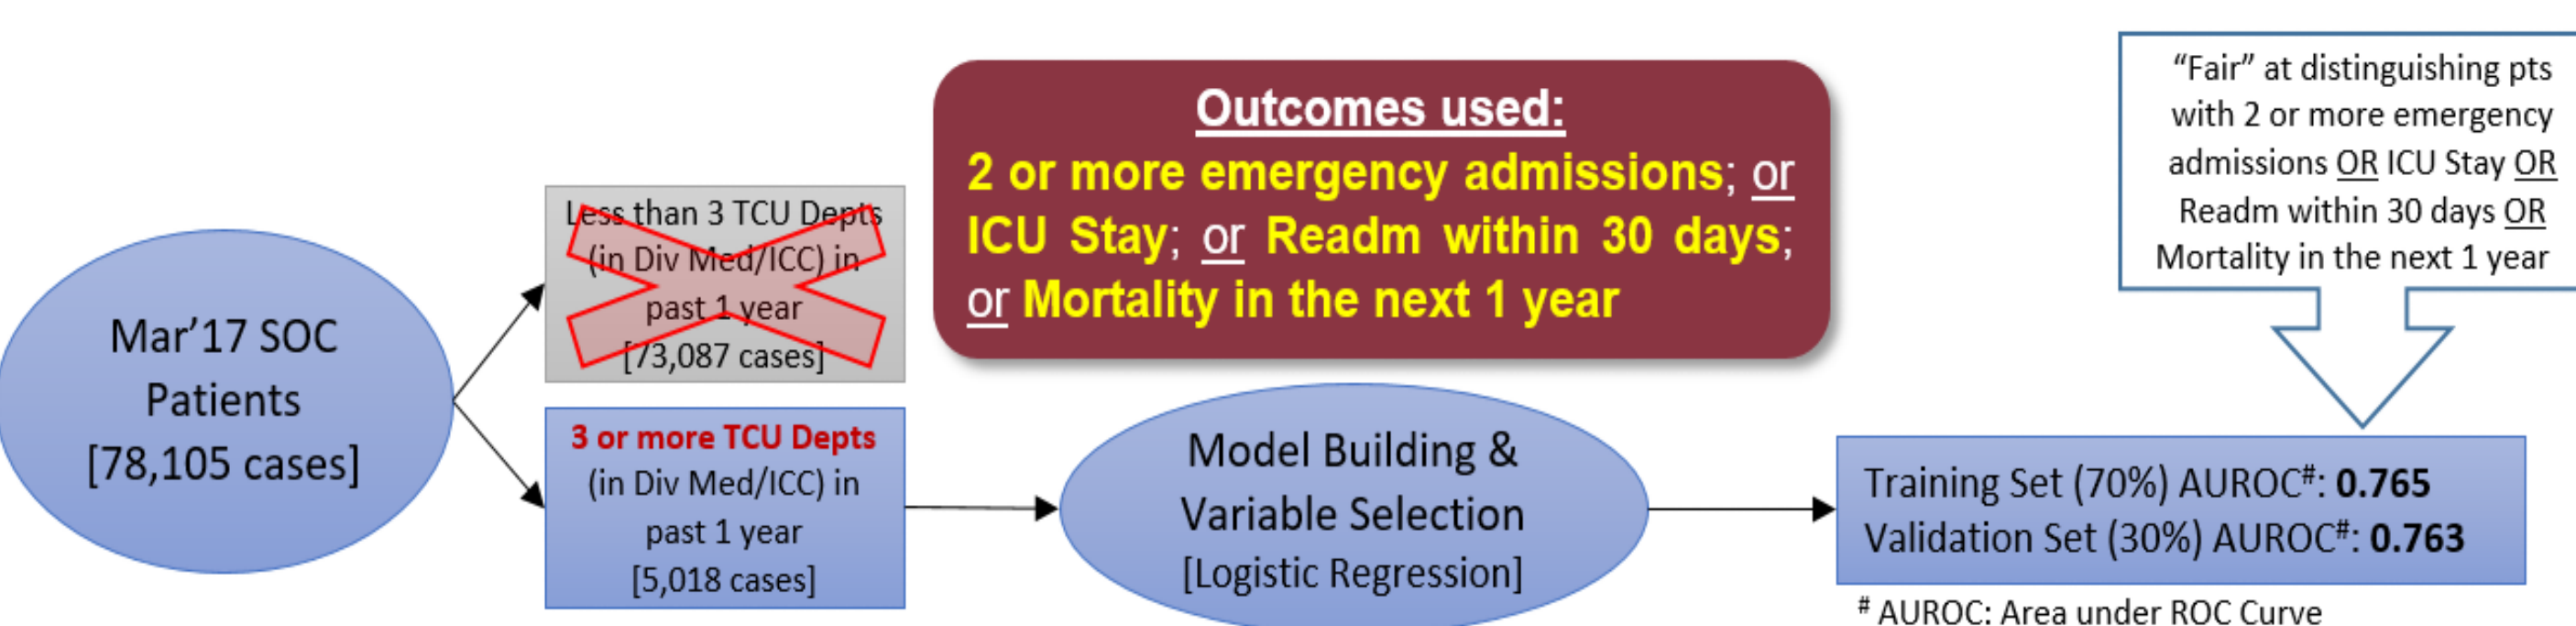 Mar’17 SOC
Patients
[78,105 cases]
Less than 3 TCU Depts
(in Div Med/ICC) in
past 1 year
[73,087 cases]
3 or more TCU Depts
(in Div Med/ICC) in
past 1 year
[5,018 cases]
Outcomes used:
2 or more emergency admissions; or
ICU Stay; or Readm within 30 days;
or Mortality in the next 1 year
Model Building &
Variable Selection
[Logistic Regression]
“Fair” at distinguishing pts
with 2 or more emergency
admissions OR ICU Stay OR
Readm within 30 days OR
Mortality in the next 1 year
Training Set (70%) AUROC#: 0.765
Validation Set (30%) AUROC#: 0.763
# AUROC: Area under ROC Curve